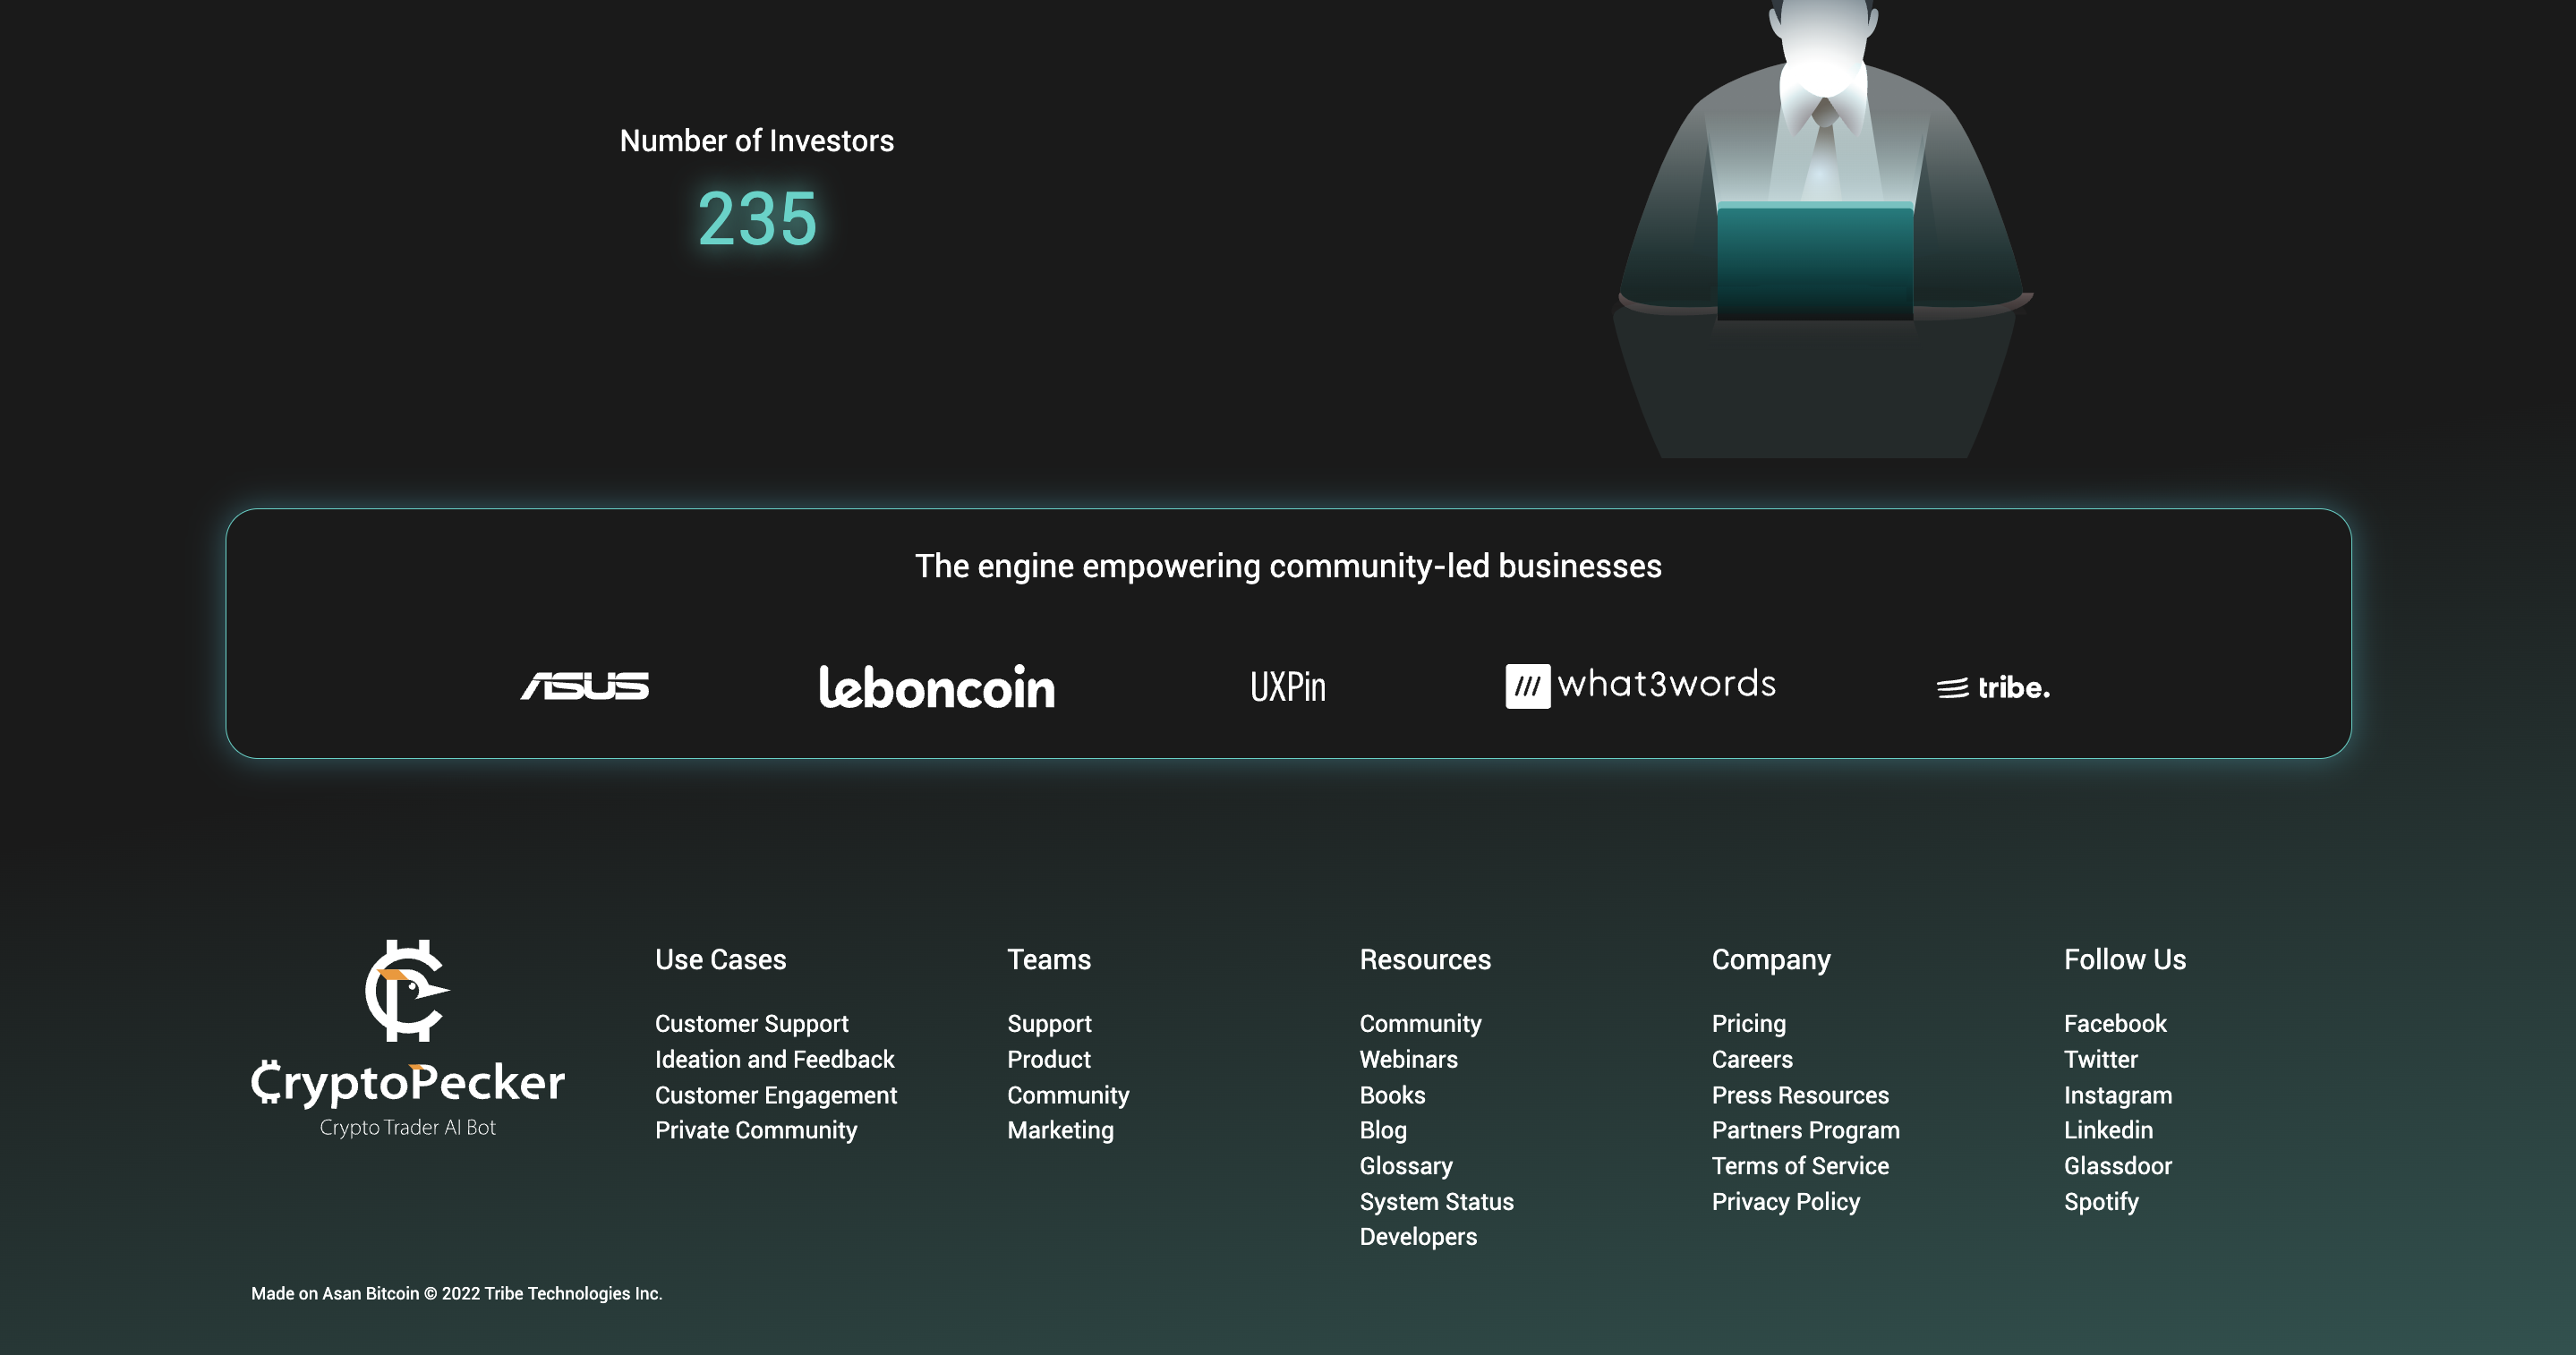 Number of Investors
235
The engine empowering community-led businesses
ASUS
leboncoin
UXPin
what3words
tribe.
CryptoPecker
Crypto Trader AI Bot
Use Cases
Customer Support
Ideation and Feedback
Customer Engagement
Private Community
Teams
Support
Product
Community
Marketing
Resources
Community
Webinars
Books
Blog
Glossary
System Status
Developers
Company
Pricing
Careers
Press Resources
Partners Program
Terms of Service
Privacy Policy
Follow Us
Facebook
Twitter
Instagram
Linkedin
Glassdoor
Spotify
Made on Asan Bitcoin © 2022 Tribe Technologies Inc.